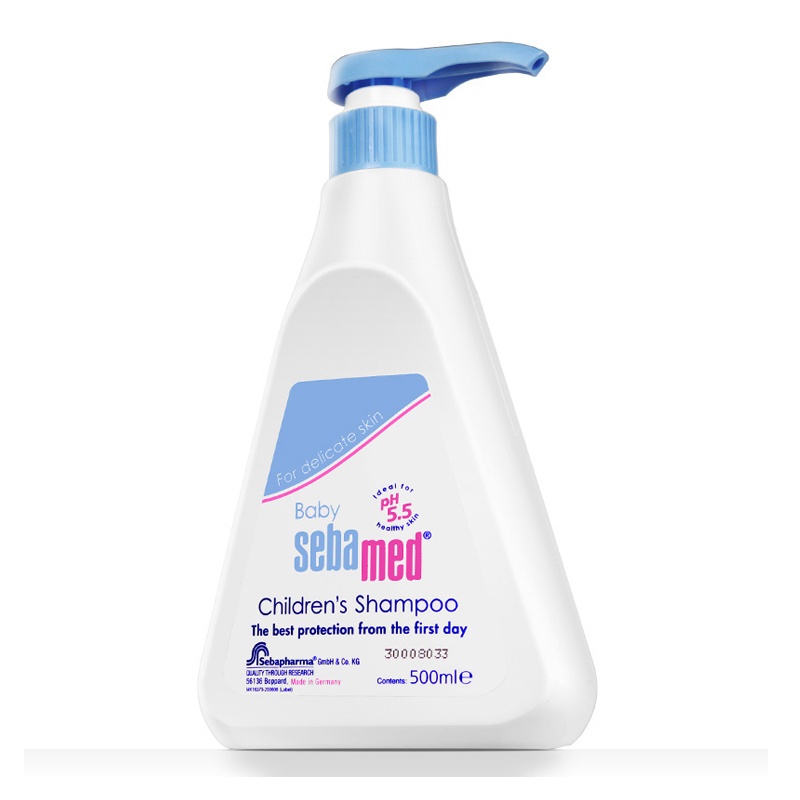 For delicate skin
Baby
ideal for
pH
5.5
healthy skin
sebamed®
Children's Shampoo
The best protection from the first day
Sebapharma® GmbH & Co. KG
30008033
QUALITY THROUGH RESEARCH
56136 Boppard, Made in Germany
Contents: 500ml e